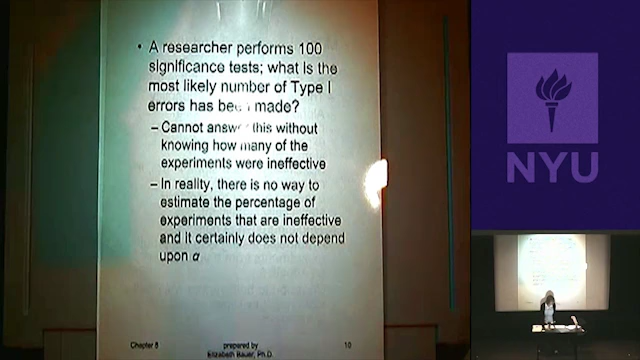 • A researcher performs 100
significance tests; what is the
most likely number of Type I
errors has been made?
– Cannot answer this without
knowing how many of the
experiments were ineffective
– In reality, there is no way to
estimate the percentage of
experiments that are ineffective
and it certainly does not depend
upon α
Chapter 6
prepared by
Elizabeth Bauer, Ph.D.
10
NYU